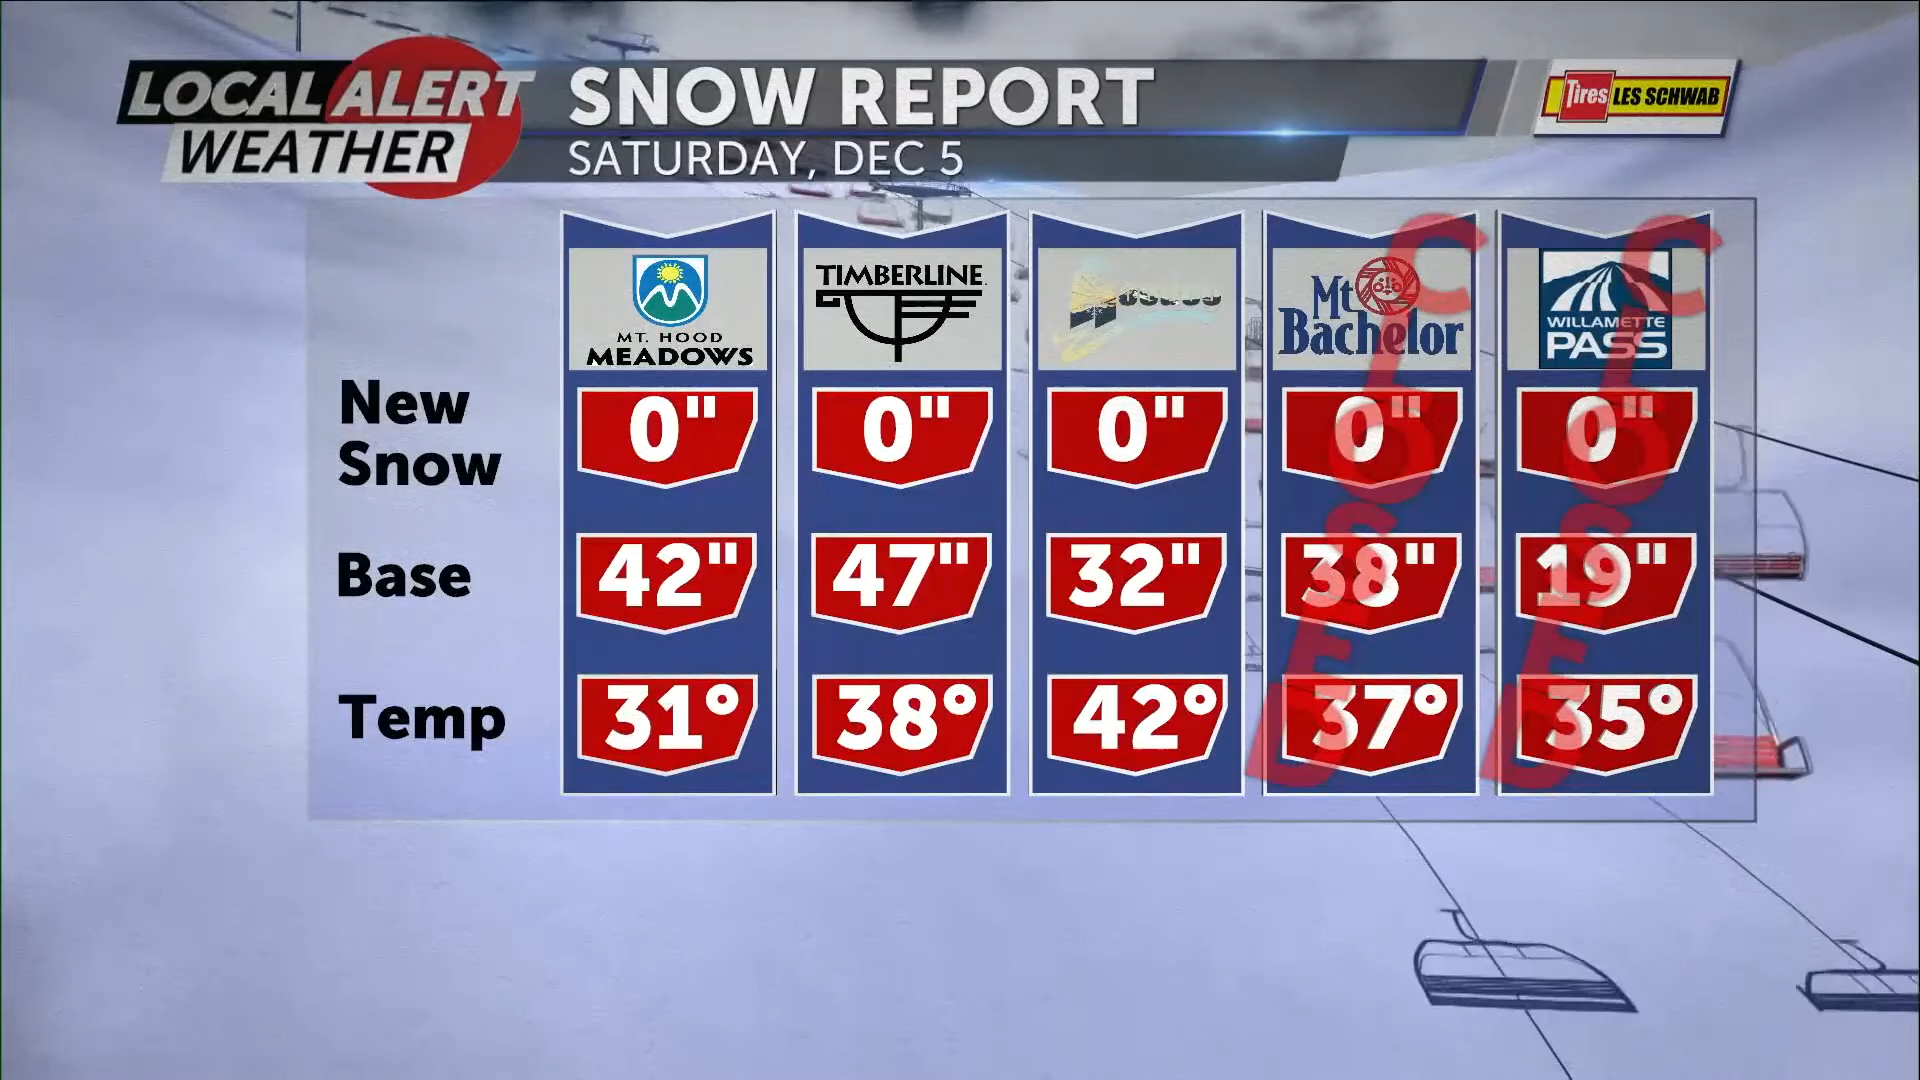 LOCAL ALERT
WEATHER
SNOW REPORT
SATURDAY, DEC 5
Tires LES SCHWAB
MT. HOOD
MEADOWS
TIMBERLINE
Mt
Bachelor
WILLAMETTE
PASS
New
Snow
0" 0" 0" 0" 0"
Base 42" 47" 32" 38" 19"
Temp 31° 38° 42° 37° 35°
CLOSED
CLOSED